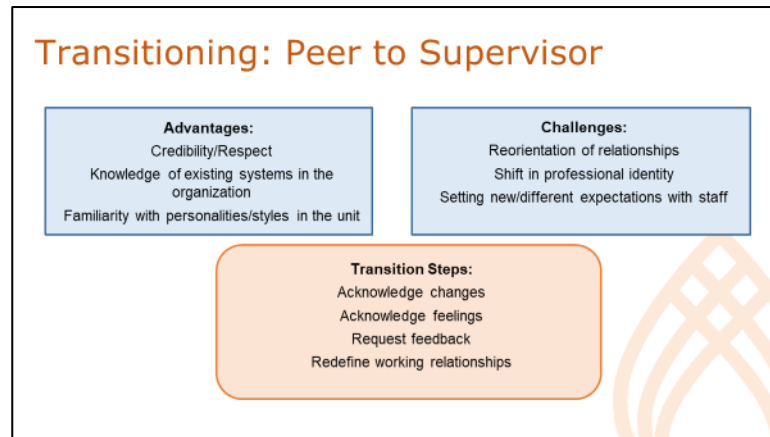 Transitioning: Peer to Supervisor
Advantages:
Credibility/Respect
Knowledge of existing systems in the
organization
Familiarity with personalities/styles in the unit
Challenges:
Reorientation of relationships
Shift in professional identity
Setting new/different expectations with staff
Transition Steps:
Acknowledge changes
Acknowledge feelings
Request feedback
Redefine working relationships